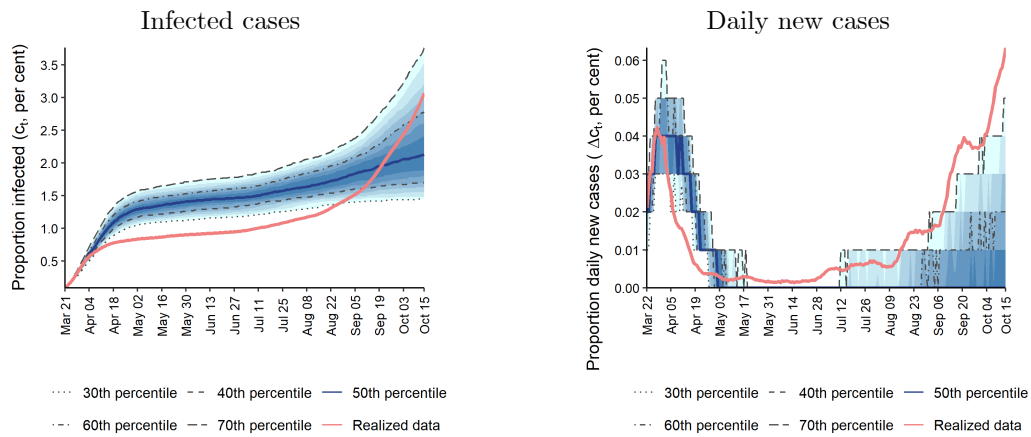 Infected cases
Proportion infected (ct, per cent)
3.5
3.0
2.5
2.0
1.5
1.0
0.5
Mar 21
Apr 04
Apr 18
May 02
May 16
May 30
Jun 13
Jun 27
Jul 11
Jul 25
Aug 08
Aug 22
Sep 05
Sep 19
Oct 03
Oct 15
30th percentile 40th percentile 50th percentile
60th percentile 70th percentile Realized data
Daily new cases
Proportion daily new cases ( Δct, per cent)
0.06
0.05
0.04
0.03
0.02
0.01
0.00
Mar 22
Apr 05
Apr 19
May 03
May 17
May 31
Jun 14
Jun 28
Jul 12
Jul 26
Aug 09
Aug 23
Sep 06
Sep 20
Oct 04
Oct 15
30th percentile 40th percentile 50th percentile
60th percentile 70th percentile Realized data